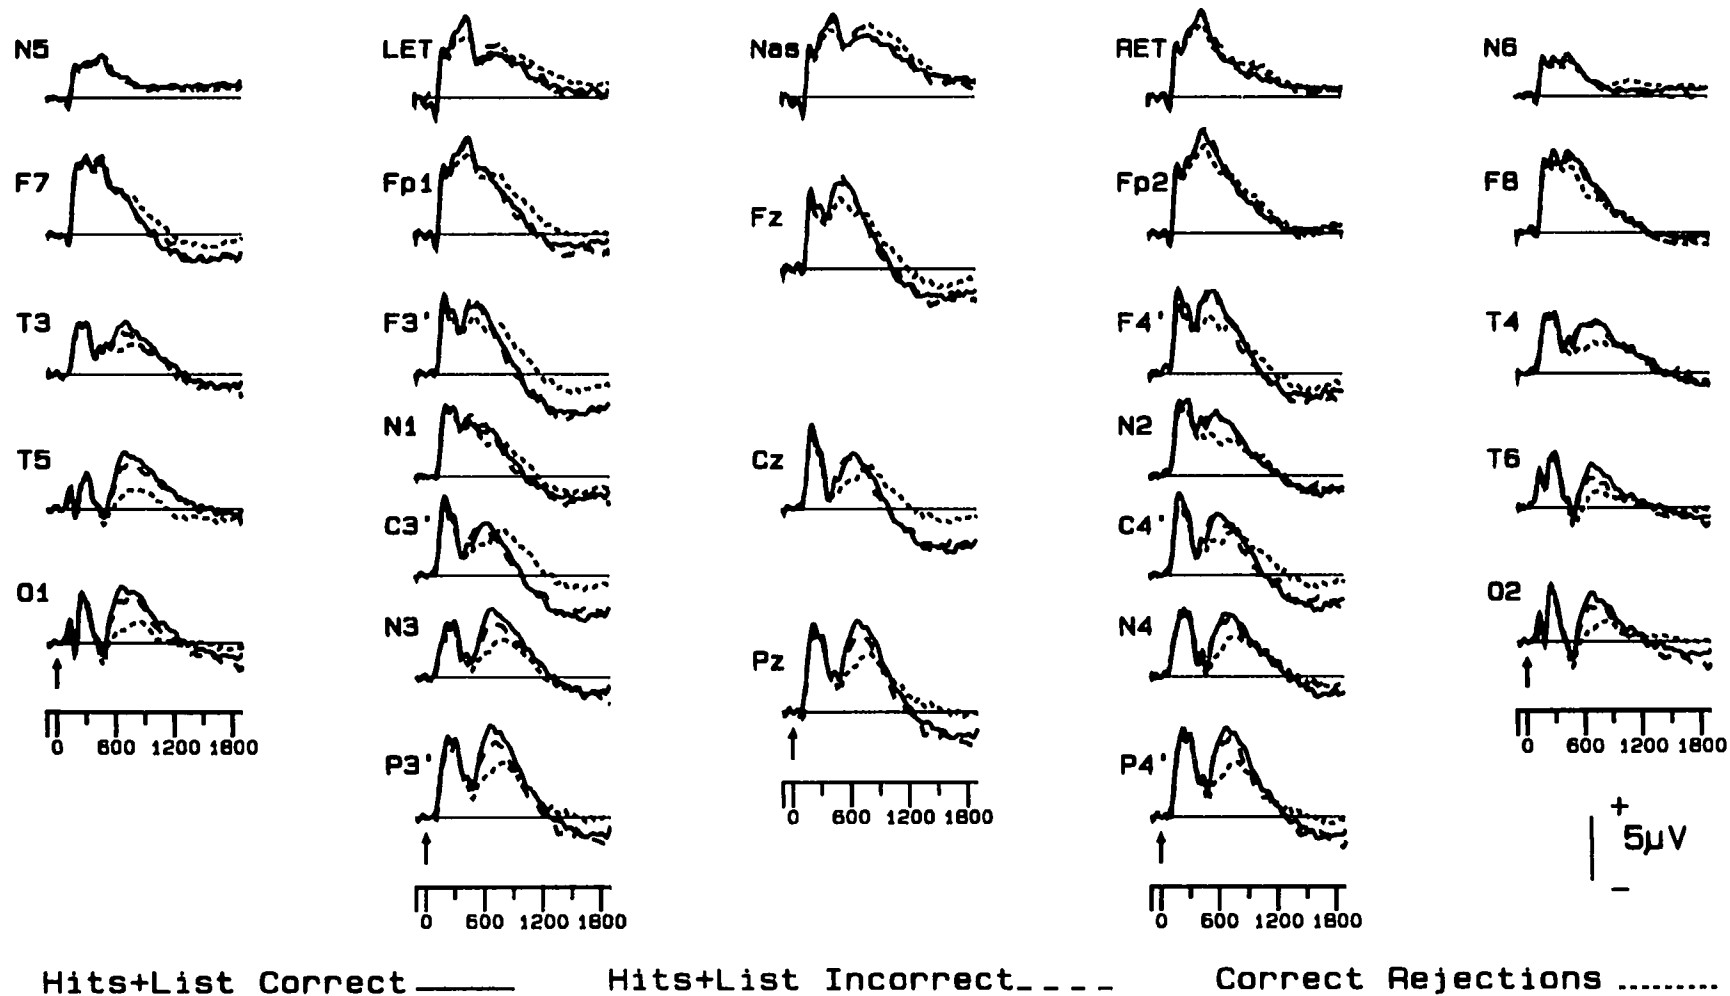 N5
LET
Nas
RET
N6
F7
Fp1
Fz
Fp2
F8
T3
F3'
F4'
T4
N1
N2
T5
Cz
T6
C3'
C4'
O1
N3
Pz
N4
O2
0 600 1200 1800
0 600 1200 1800
P3'
P4'
0 600 1200 1800
+
5µV
−
0 600 1200 1800
0 600 1200 1800
Hits+List Correct
Hits+List Incorrect
Correct Rejections